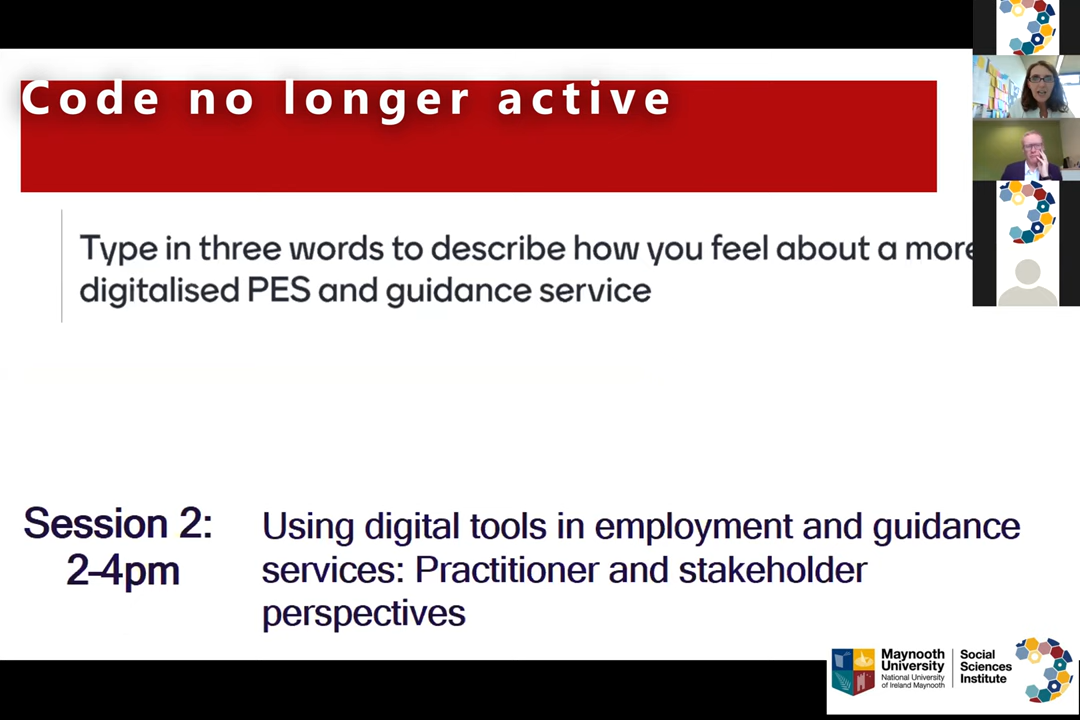 Code no longer active
Type in three words to describe how you feel about a more
digitalised PES and guidance service
Session 2:
2-4pm
Using digital tools in employment and guidance
services: Practitioner and stakeholder
perspectives
Maynooth
University
National University
of Ireland Maynooth
Social
Sciences
Institute